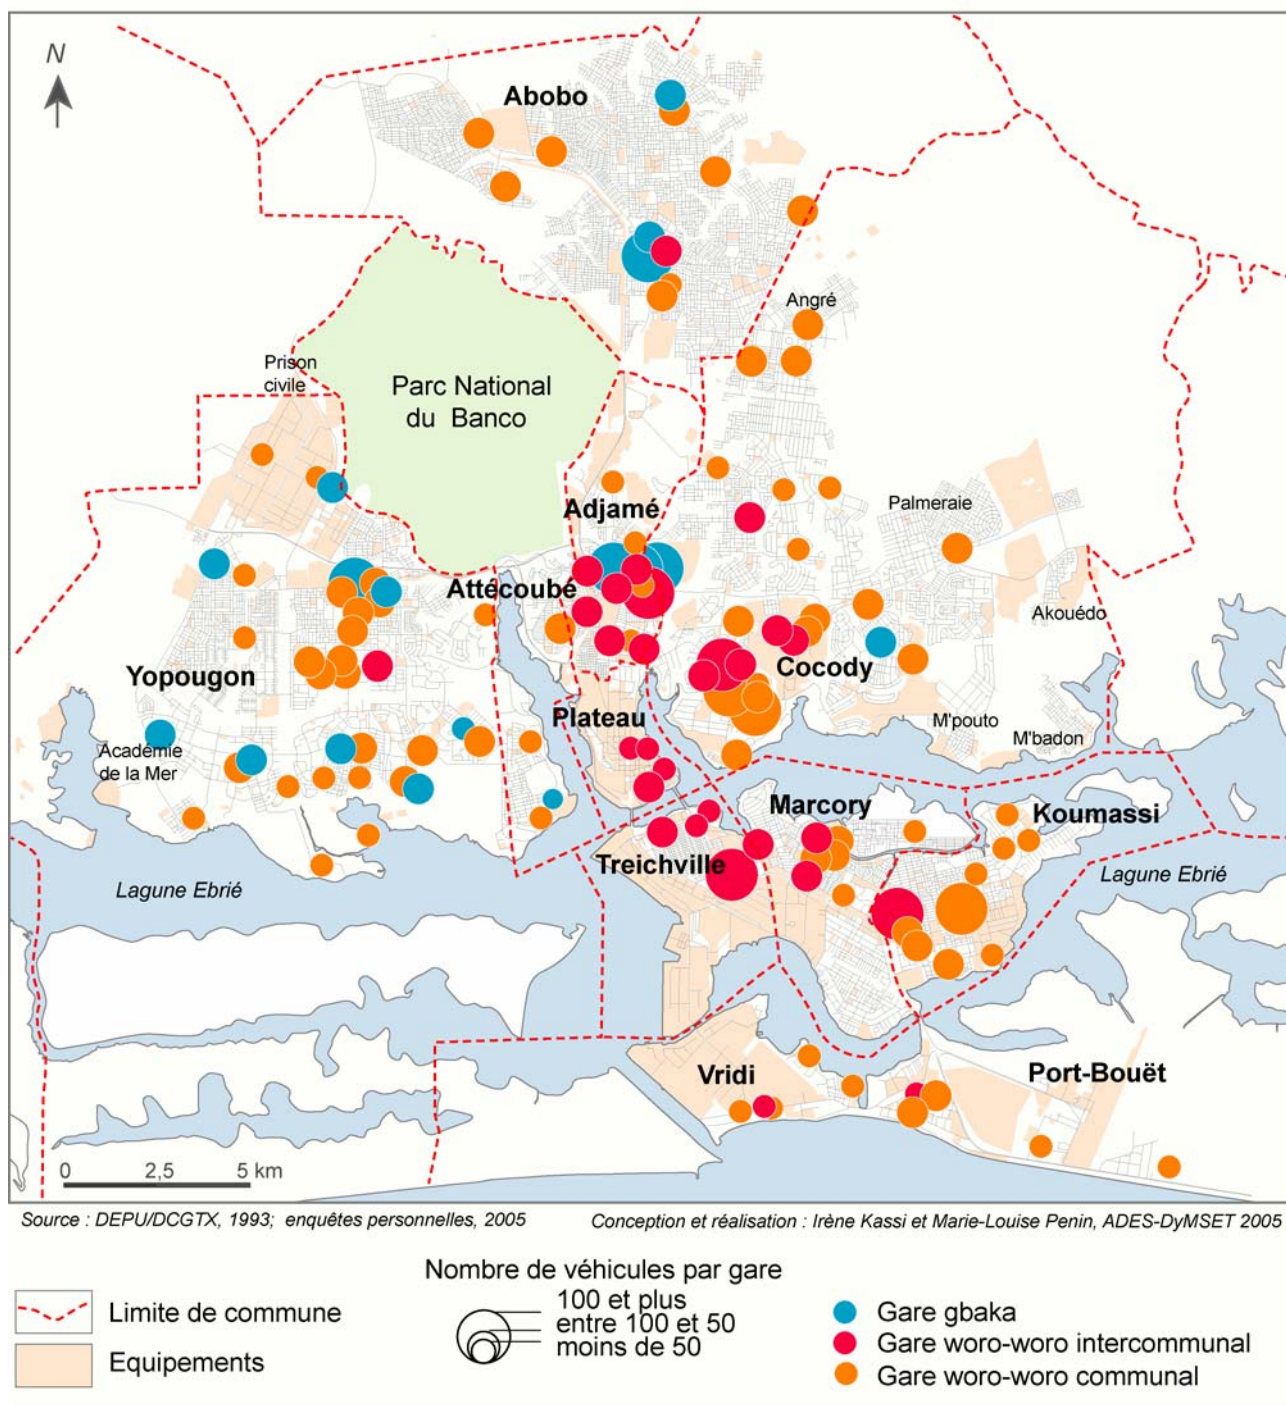 N
Abobo
Angré
Prison
civile
Parc National
du Banco
Palmeraie
Adjamé
Attécoubé
Akouédo
Yopougon
Cocody
Plateau
M'pouto
M'badon
Académie
de la Mer
Marcory
Koumassi
Treichville
Lagune Ebrié
Lagune Ebrié
Vridi
Port-Bouët
0 2,5 5 km
Source : DEPU/DCGTX, 1993; enquêtes personnelles, 2005
Conception et réalisation : Irène Kassi et Marie-Louise Penin, ADES-DyMSET 2005
Limite de commune
Equipements
Nombre de véhicules par gare
100 et plus
entre 100 et 50
moins de 50
Gare gbaka
Gare woro-woro intercommunal
Gare woro-woro communal